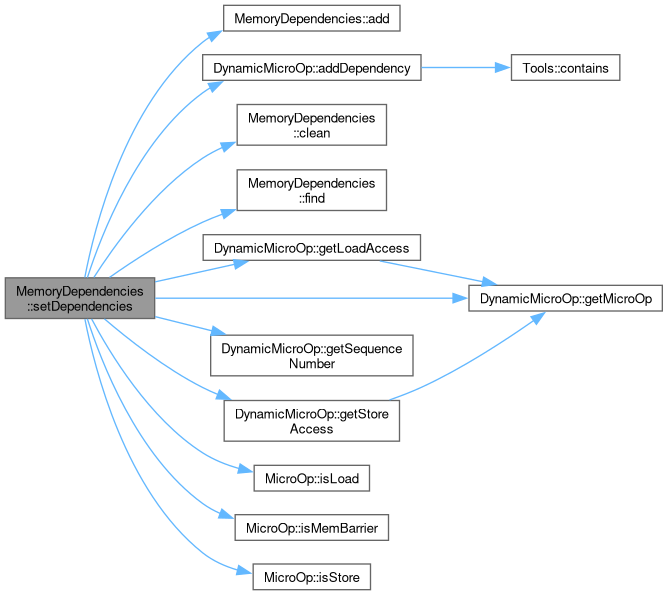 MemoryDependencies::add
DynamicMicroOp::addDependency
Tools::contains
MemoryDependencies
::clean
MemoryDependencies
::find
DynamicMicroOp::getLoadAccess
MemoryDependencies
::setDependencies
DynamicMicroOp::getMicroOp
DynamicMicroOp::getSequence
Number
DynamicMicroOp::getStore
Access
MicroOp::isLoad
MicroOp::isMemBarrier
MicroOp::isStore